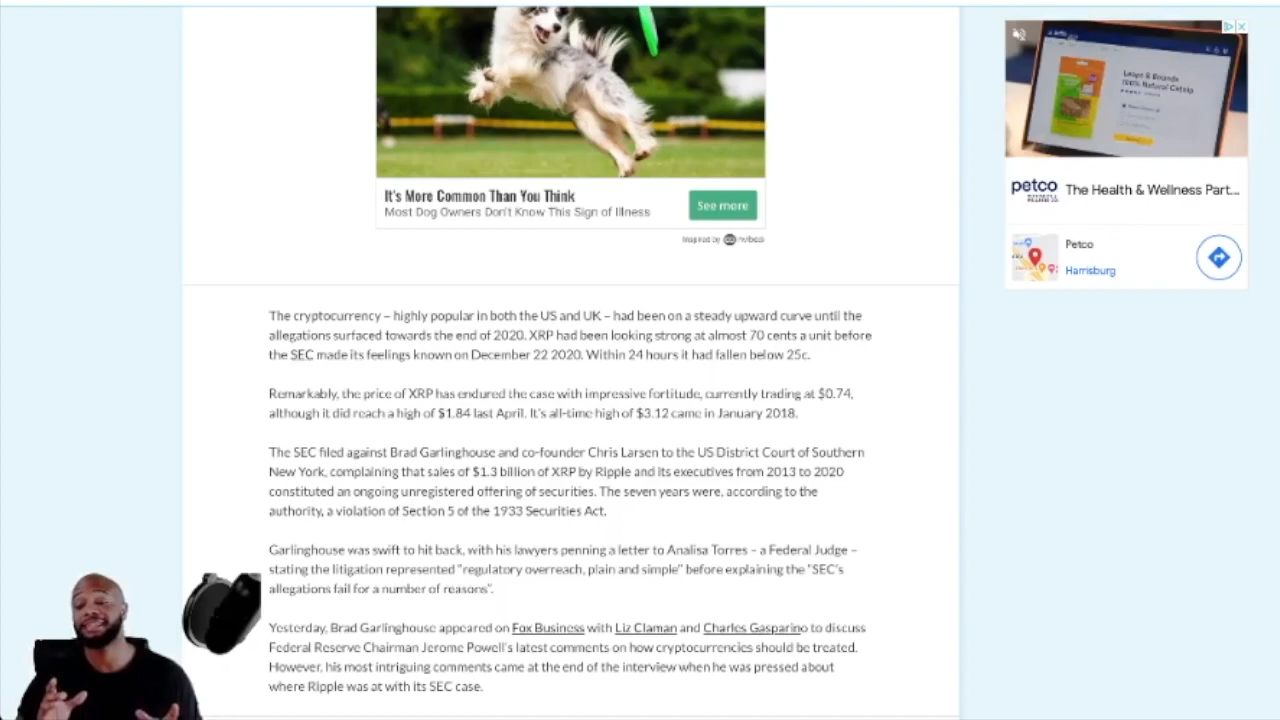 It's More Common Than You Think
Most Dog Owners Don't Know This Sign of Illness
See more
Inspired by
The cryptocurrency – highly popular in both the US and UK – had been on a steady upward curve until the
allegations surfaced towards the end of 2020. XRP had been looking strong at almost 70 cents a unit before
the SEC made its feelings known on December 22 2020. Within 24 hours it had fallen below 25c.
Remarkably, the price of XRP has endured the case with impressive fortitude, currently trading at $0.74,
although it did reach a high of $1.84 last April. It's all-time high of $3.12 came in January 2018.
The SEC filed against Brad Garlinghouse and co-founder Chris Larsen to the US District Court of Southern
New York, complaining that sales of $1.3 billion of XRP by Ripple and its executives from 2013 to 2020
constituted an ongoing unregistered offering of securities. The seven years were, according to the
authority, a violation of Section 5 of the 1933 Securities Act.
Garlinghouse was swift to hit back, with his lawyers penning a letter to Analisa Torres – a Federal Judge –
stating the litigation represented "regulatory overreach, plain and simple" before explaining the "SEC's
allegations fail for a number of reasons".
Yesterday, Brad Garlinghouse appeared on Fox Business with Liz Claman and Charles Gasparino to discuss
Federal Reserve Chairman Jerome Powell's latest comments on how cryptocurrencies should be treated.
However, his most intriguing comments came at the end of the interview when he was pressed about
where Ripple was at with its SEC case.
Leaps & Bounds
100% Natural Catnip
petco
The Health & Wellness Part...
Petco
Harrisburg